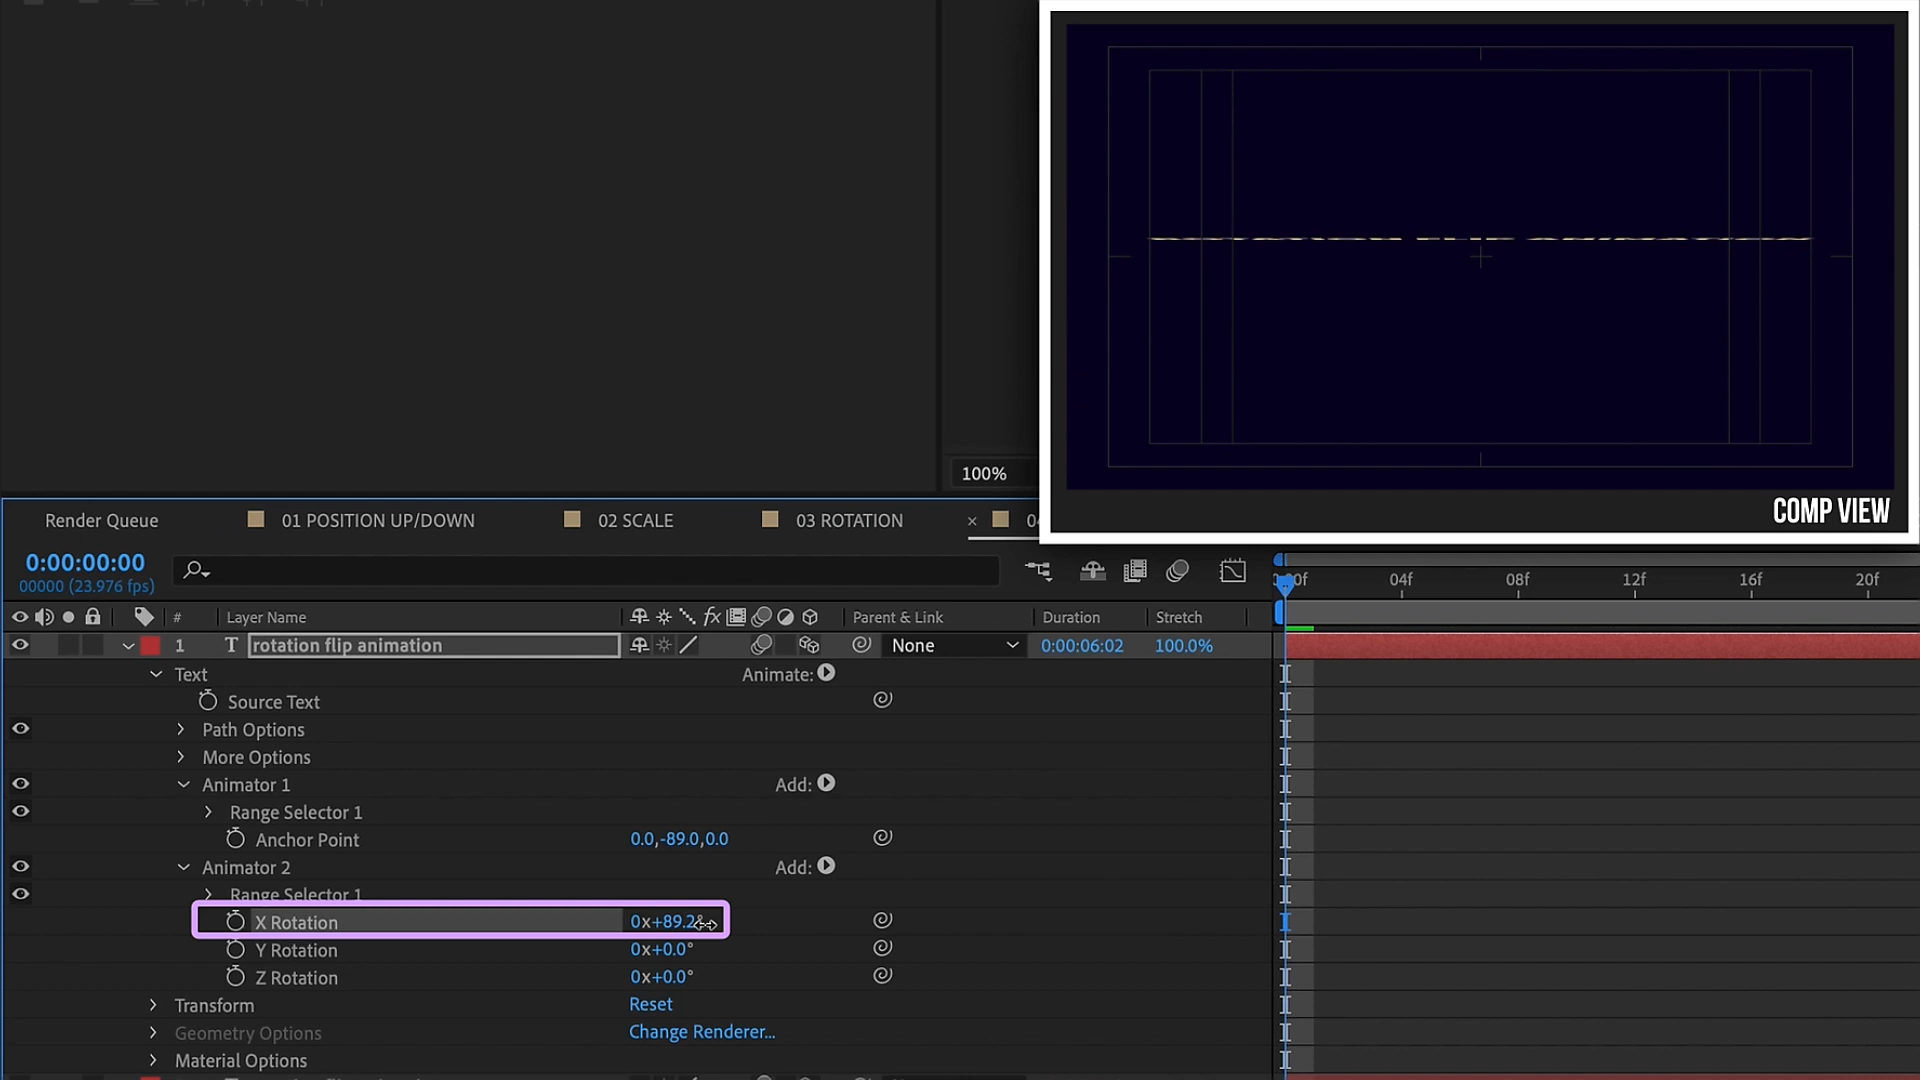 100%
COMP VIEW
Render Queue 01 POSITION UP/DOWN 02 SCALE 03 ROTATION × 04
0:00:00:00
00000 (23.976 fps)
00f 04f 08f 12f 16f 20f
# Layer Name fx Parent & Link Duration Stretch
1 T rotation flip animation None 0:00:06:02 100.0%
Text Animate:
Source Text
Path Options
More Options
Animator 1 Add:
Range Selector 1
Anchor Point 0.0,-89.0,0.0
Animator 2 Add:
Range Selector 1
X Rotation 0x+89.2°
Y Rotation 0x+0.0°
Z Rotation 0x+0.0°
Transform Reset
Geometry Options Change Renderer...
Material Options